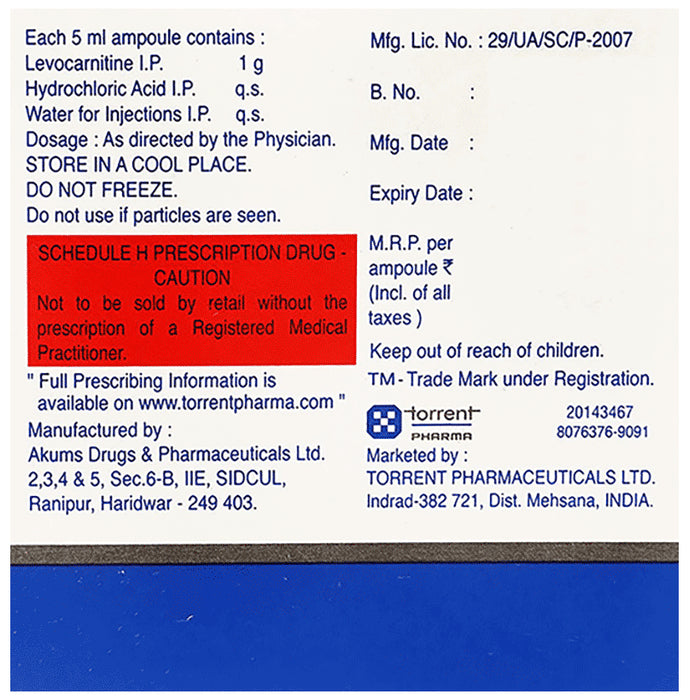 Each 5 ml ampoule contains :
Levocarnitine I.P. 1 g
Hydrochloric Acid I.P. q.s.
Water for Injections I.P. q.s.
Dosage : As directed by the Physician.
STORE IN A COOL PLACE.
DO NOT FREEZE.
Do not use if particles are seen.
SCHEDULE H PRESCRIPTION DRUG -
CAUTION
Not to be sold by retail without the
prescription of a Registered Medical
Practitioner.
" Full Prescribing Information is
available on www.torrentpharma.com "
Manufactured by :
Akums Drugs & Pharmaceuticals Ltd.
2,3,4 & 5, Sec.6-B, IIE, SIDCUL,
Ranipur, Haridwar - 249 403.
Mfg. Lic. No. : 29/UA/SC/P-2007
B. No. :
Mfg. Date :
Expiry Date :
M.R.P. per
ampoule ₹
(Incl. of all
taxes )
Keep out of reach of children.
TM - Trade Mark under Registration.
torrent
PHARMA
20143467
8076376-9091
Marketed by :
TORRENT PHARMACEUTICALS LTD.
Indrad-382 721, Dist. Mehsana, INDIA.